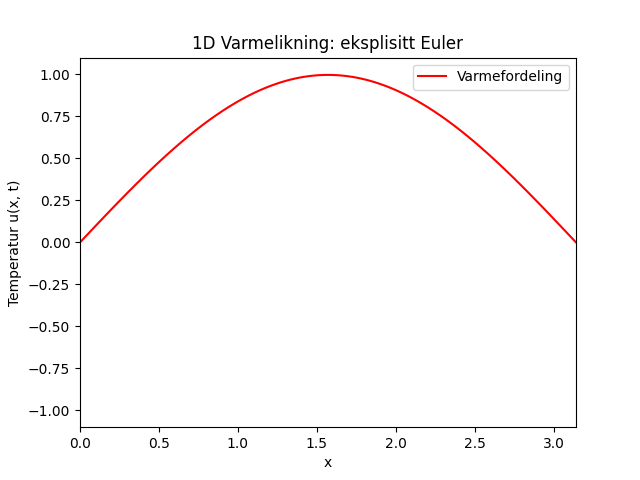 1D Varmelikning: eksplisitt Euler
Varmefordeling
Temperatur u(x, t)
1.00
0.75
0.50
0.25
0.00
−0.25
−0.50
−0.75
−1.00
0.0 0.5 1.0 1.5 2.0 2.5 3.0
x